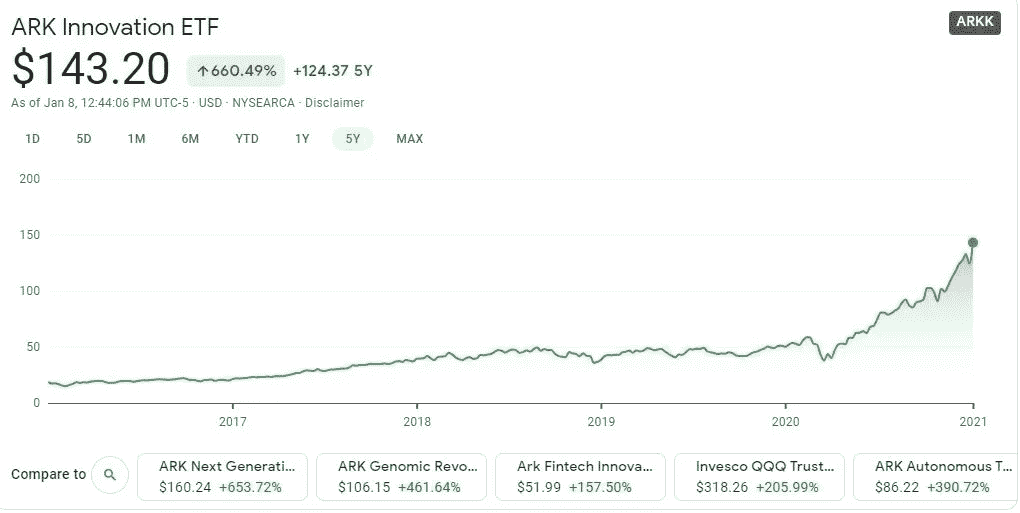 ARK Innovation ETF
ARKK
$143.20 ↑660.49% +124.37 5Y
As of Jan 8, 12:44:06 PM UTC-5 · USD · NYSEARCA · Disclaimer
1D 5D 1M 6M YTD 1Y 5Y MAX
200
150
100
50
0
2017 2018 2019 2020 2021
Compare to
ARK Next Generati...
$160.24 +653.72%
ARK Genomic Revo...
$106.15 +461.64%
Ark Fintech Innova...
$51.99 +157.50%
Invesco QQQ Trust...
$318.26 +205.99%
ARK Autonomous T...
$86.22 +390.72%